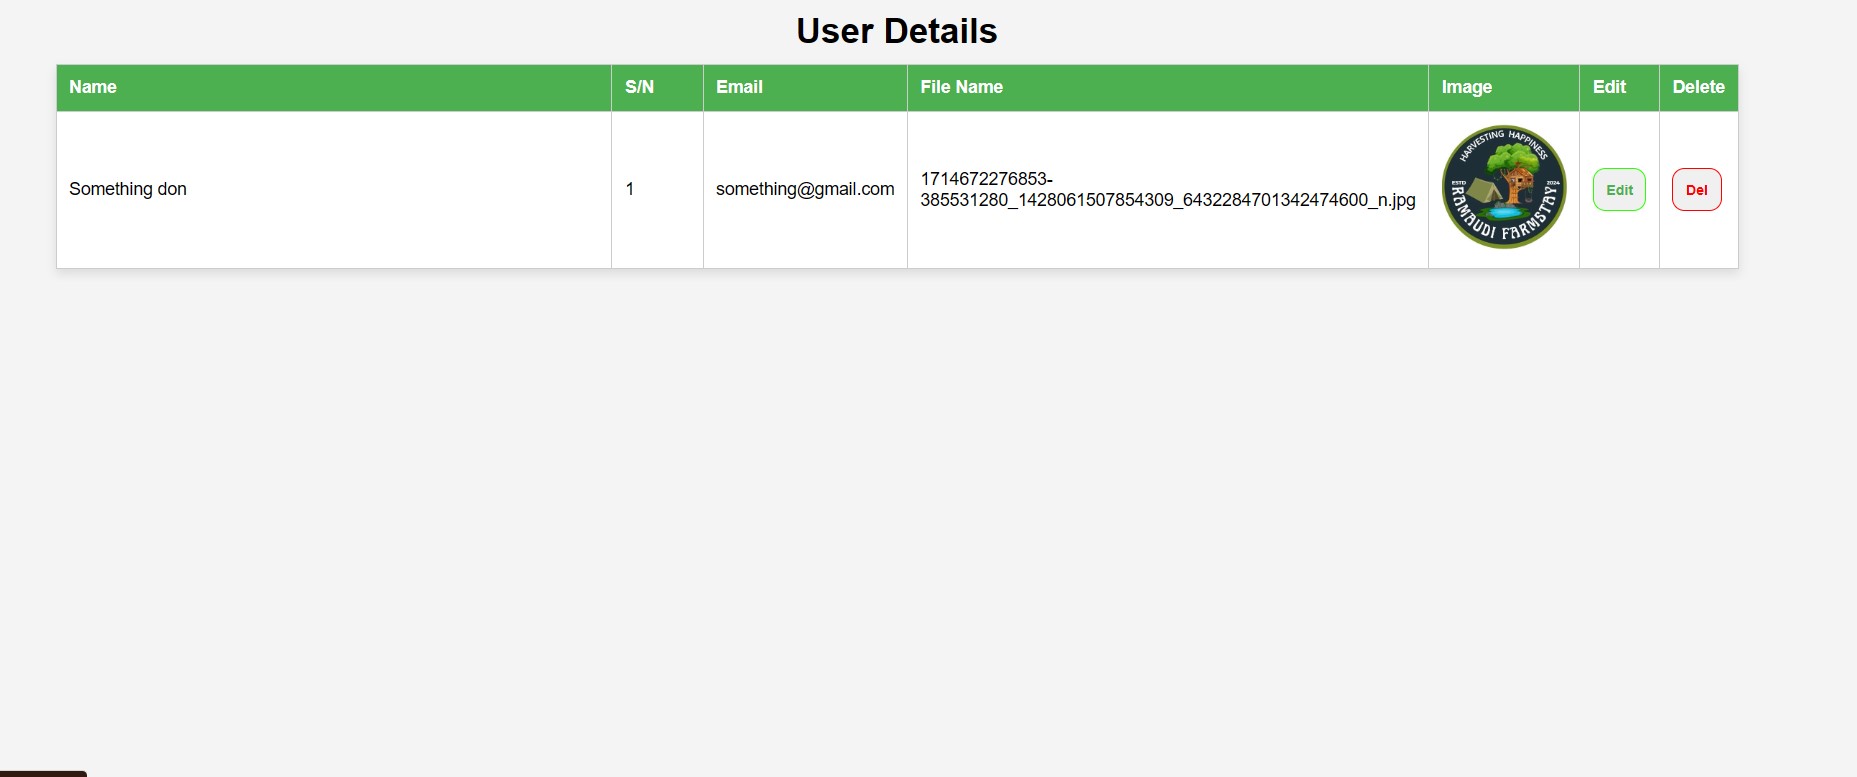 User Details
Name S/N Email File Name Image Edit Delete
Something don 1 something@gmail.com 1714672276853-
385531280_1428061507854309_6432284701342474600_n.jpg
HARVESTING HAPPINESS
ESTD 2024
RAMAUDI FARMSTAY
Edit Del